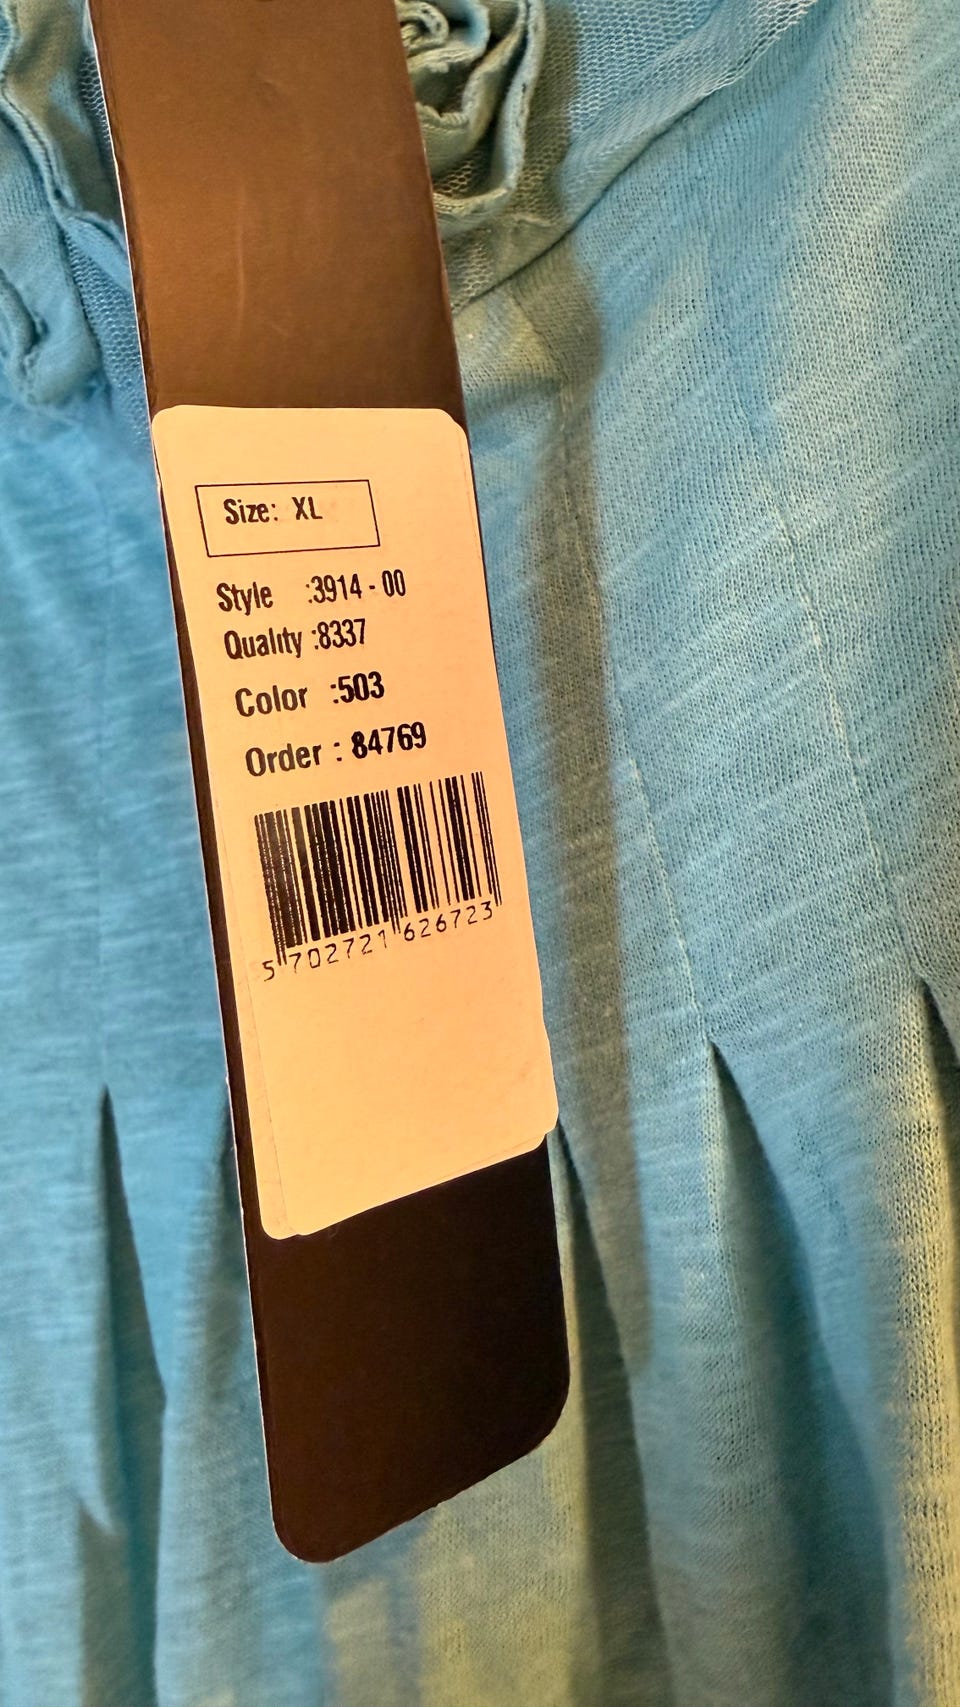 Size: XL
Style :3914-00
Quality :8337
Color :503
Order : 84769
5 702721 626723